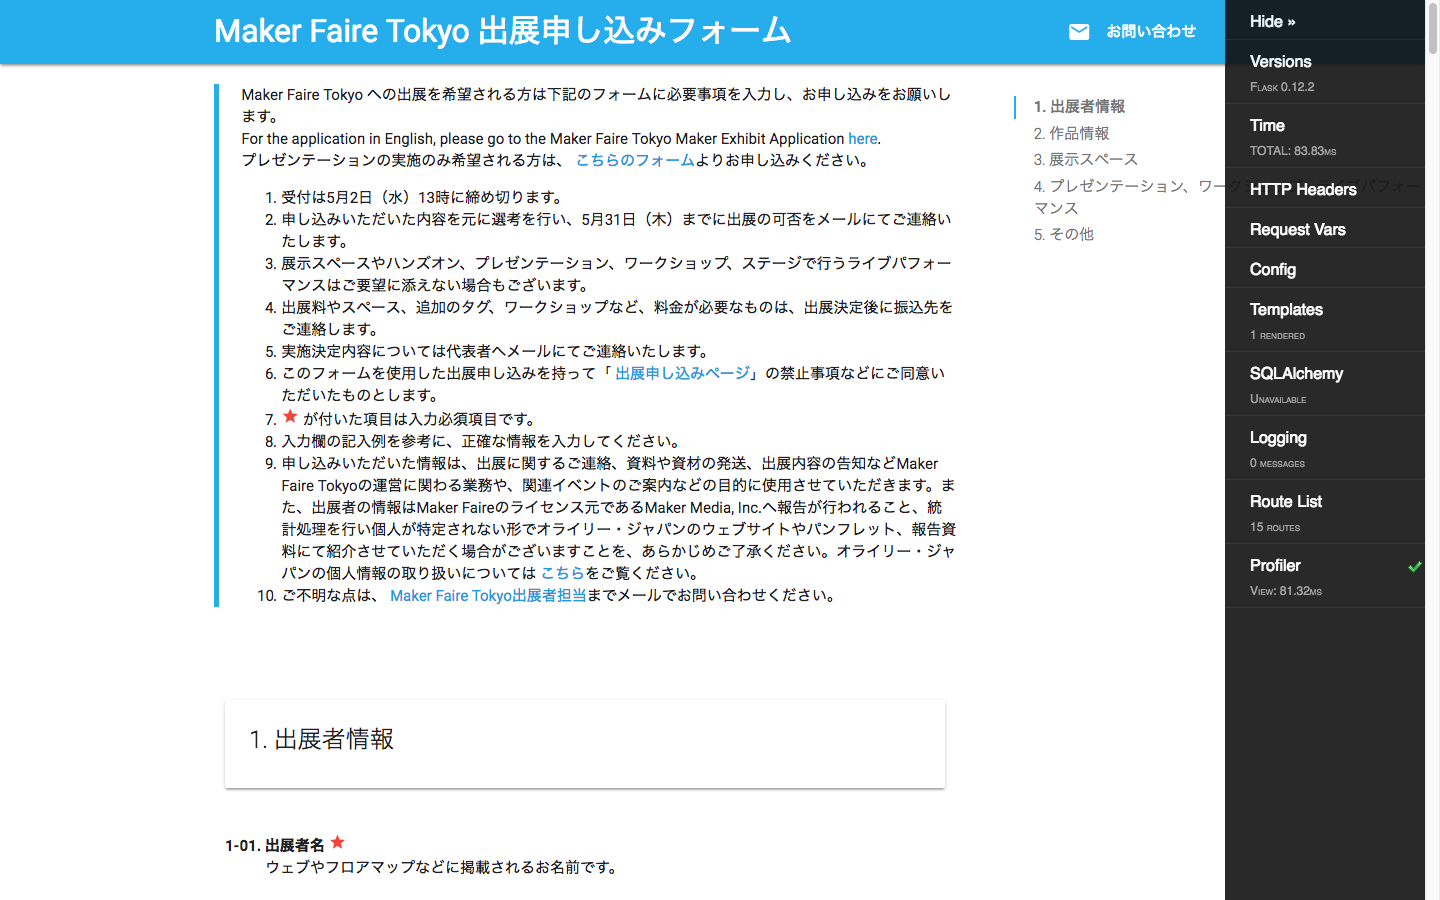 Maker Faire Tokyo 出展申し込みフォーム
お問い合わせ
Maker Faire Tokyo への出展を希望される方は下記のフォームに必要事項を入力し、お申し込みをお願いし
ます。
For the application in English, please go to the Maker Faire Tokyo Maker Exhibit Application here.
プレゼンテーションの実施のみ希望される方は、 こちらのフォームよりお申し込みください。
1. 受付は5月2日（水）13時に締め切ります。
2. 申し込みいただいた内容を元に選考を行い、5月31日（木）までに出展の可否をメールにてご連絡い
たします。
3. 展示スペースやハンズオン、プレゼンテーション、ワークショップ、ステージで行うライブパフォー
マンスはご要望に添えない場合もございます。
4. 出展料やスペース、追加のタグ、ワークショップなど、料金が必要なものは、出展決定後に振込先を
ご連絡します。
5. 実施決定内容については代表者へメールにてご連絡いたします。
6. このフォームを使用した出展申し込みを持って「 出展申し込みページ」の禁止事項などにご同意い
ただいたものとします。
7. ★ が付いた項目は入力必須項目です。
8. 入力欄の記入例を参考に、正確な情報を入力してください。
9. 申し込みいただいた情報は、出展に関するご連絡、資料や資材の発送、出展内容の告知などMaker
Faire Tokyoの運営に関わる業務や、関連イベントのご案内などの目的に使用させていただきます。ま
た、出展者の情報はMaker Faireのライセンス元であるMaker Media, Inc.へ報告が行われること、統
計処理を行い個人が特定されない形でオライリー・ジャパンのウェブサイトやパンフレット、報告資
料にて紹介させていただく場合がございますことを、あらかじめご了承ください。オライリー・ジャ
パンの個人情報の取り扱いについては こちらをご覧ください。
10. ご不明な点は、 Maker Faire Tokyo出展者担当までメールでお問い合わせください。
1. 出展者情報
1-01. 出展者名 ★
ウェブやフロアマップなどに掲載されるお名前です。
1. 出展者情報
2. 作品情報
3. 展示スペース
4. プレゼンテーション、ワーク
マンス
5. その他
Hide »
Versions
Flask 0.12.2
Time
TOTAL: 83.83ms
HTTP Headers
Request Vars
Config
Templates
1 rendered
SQLAlchemy
Unavailable
Logging
0 messages
Route List
15 routes
Profiler
View: 81.32ms